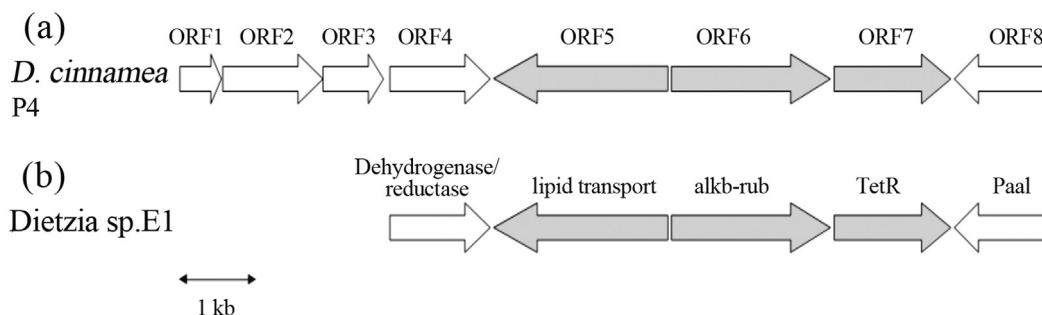 (a)
ORF1 ORF2 ORF3 ORF4 ORF5 ORF6 ORF7 ORF8
D. cinnamea
P4
(b)
Dehydrogenase/
reductase lipid transport alkb-rub TetR Paal
Dietzia sp.E1
1 kb